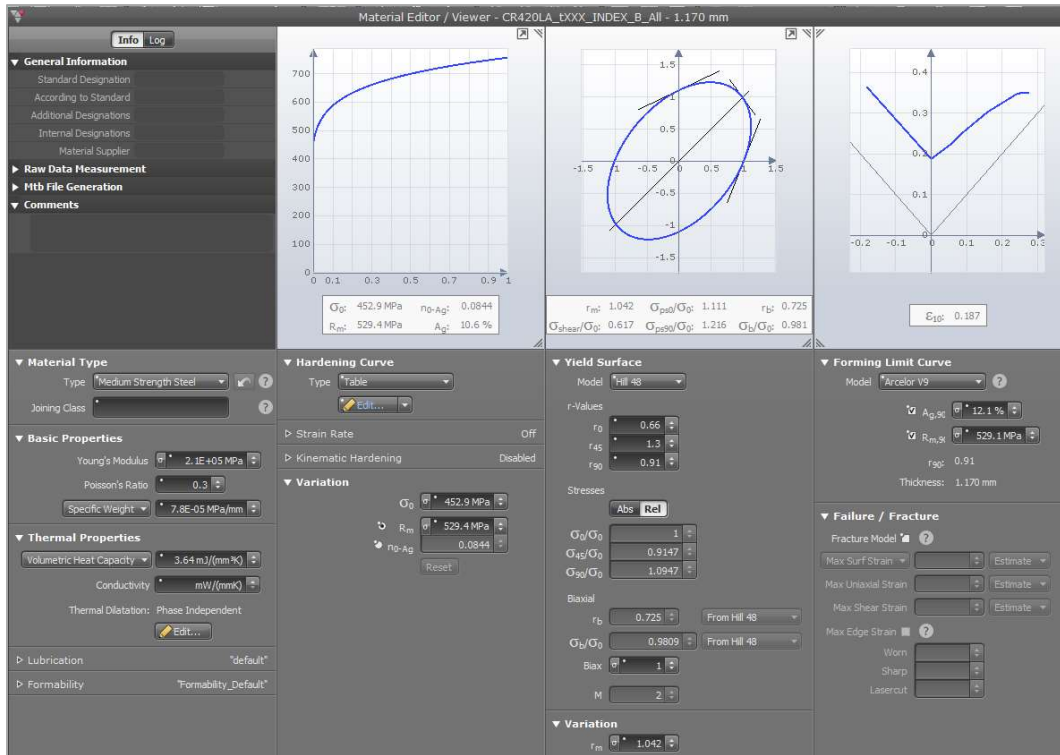 Material Editor / Viewer - CR420LA_tXXX_INDEX_B_All - 1.170 mm
Info Log
General Information
Standard Designation
According to Standard
Additional Designations
Internal Designations
Material Supplier
Raw Data Measurement
Mtb File Generation
Comments
700
600
500
400
300
200
100
0
0 0.1 0.3 0.4 0.6 0.7 0.9 1
σ0: 452.9 MPa n0-Ag: 0.0844
Rm: 529.4 MPa Ag: 10.6 %
1.5
1
0.5
0
-1.5 -1 -0.5 0 0.5 1 1.5
-0.5
-1
-1.5
rm: 1.042 σps0/σ0: 1.111 rb: 0.725
σshear/σ0: 0.617 σps90/σ0: 1.216 σb/σ0: 0.981
0.4
0.3
0.2
0.1
0
-0.2 -0.1 0 0.1 0.2 0.3
ε10: 0.187
Material Type
Type Medium Strength Steel
Joining Class
Basic Properties
Young's Modulus σ 2.1E+05 MPa
Poisson's Ratio 0.3
Specific Weight 7.8E-05 MPa/mm
Thermal Properties
Volumetric Heat Capacity 3.64 mJ/(mm³K)
Conductivity mW/(mmK)
Thermal Dilatation: Phase Independent
Edit...
Lubrication "default"
Formability "Formability_Default"
Hardening Curve
Type Table
Edit...
Strain Rate Off
Kinematic Hardening Disabled
Variation
σ0 σ 452.9 MPa
Rm σ 529.4 MPa
n0-Ag 0.0844
Reset
Yield Surface
Model Hill 48
r-Values
r0 0.66
r45 1.3
r90 0.91
Stresses
Abs Rel
σ0/σ0 1
σ45/σ0 0.9147
σ90/σ0 1.0947
Biaxial
rb 0.725 From Hill 48
σb/σ0 0.9809 From Hill 48
Biax σ 1
M 2
Variation
rm σ 1.042
Forming Limit Curve
Model Arcelor V9
Ag,90 σ 12.1 %
Rm,90 σ 529.1 MPa
r90: 0.91
Thickness: 1.170 mm
Failure / Fracture
Fracture Model
Max Surf Strain Estimate
Max Uniaxial Strain Estimate
Max Shear Strain Estimate
Max Edge Strain
Worn
Sharp
Lasercut